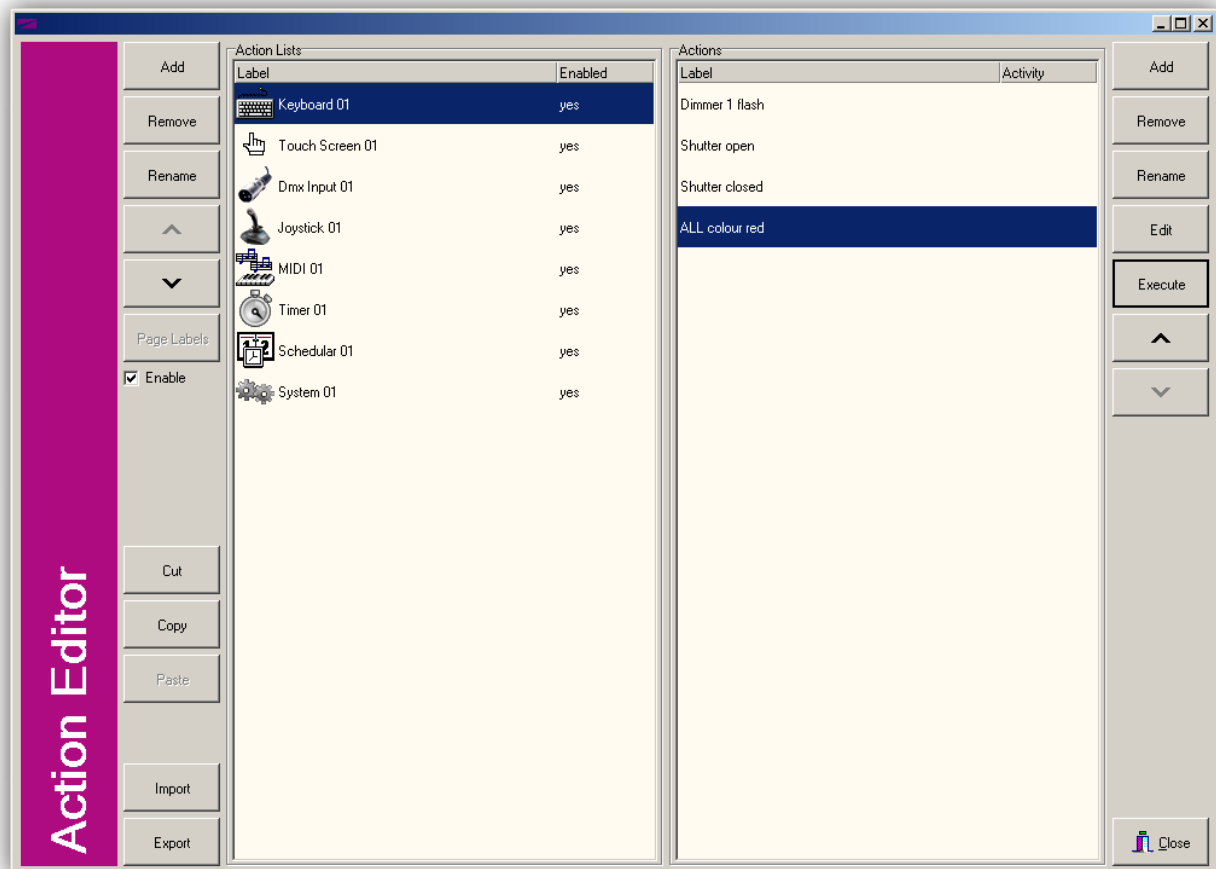 Action Editor
Add
Remove
Rename
Page Labels
Enable
Cut
Copy
Paste
Import
Export
Action Lists
Label Enabled
Keyboard 01 yes
Touch Screen 01 yes
Dmx Input 01 yes
Joystick 01 yes
MIDI 01 yes
Timer 01 yes
Schedular 01 yes
System 01 yes
Actions
Label Activity
Dimmer 1 flash
Shutter open
Shutter closed
ALL colour red
Add
Remove
Rename
Edit
Execute
Close